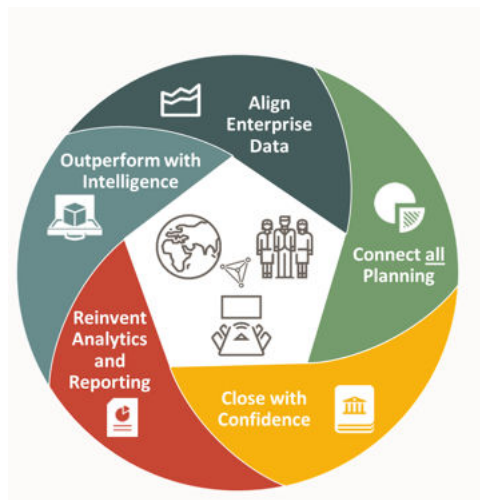 Align
Enterprise
Data
Connect all
Planning
Close with
Confidence
Reinvent
Analytics
and
Reporting
Outperform with
Intelligence